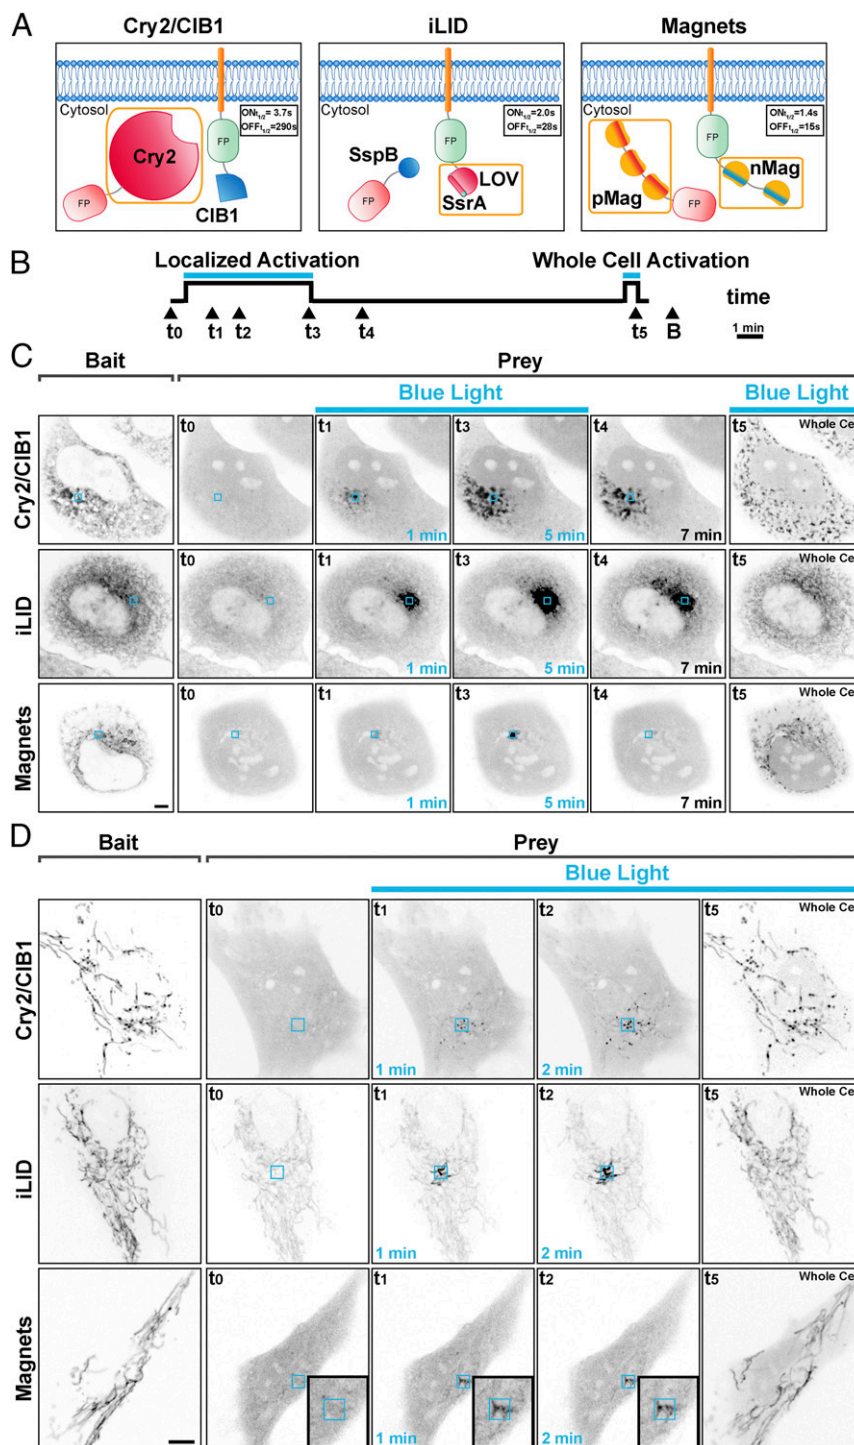 A
Cry2/CIB1
iLID
Magnets
Cytosol
ONt1/2= 3.7s
OFFt1/2=290s
FP
Cry2
FP
CIB1
Cytosol
ONt1/2=2.0s
OFFt1/2=28s
FP
SspB
LOV
SsrA
FP
Cytosol
ONt1/2=1.4s
OFFt1/2=15s
FP
nMag
pMag
FP
B
Localized Activation
Whole Cell Activation
time
t0 t1 t2 t3 t4 t5 B
1 min
C
Bait
Prey
Blue Light
Blue Light
Cry2/CIB1
t0
t1
1 min
t3
5 min
t4
7 min
t5
Whole Ce
iLID
t0
t1
1 min
t3
5 min
t4
7 min
t5
Whole Ce
Magnets
t0
t1
1 min
t3
5 min
t4
7 min
t5
Whole Ce
D
Bait
Prey
Blue Light
Cry2/CIB1
t0
t1
1 min
t2
2 min
t5
Whole Ce
iLID
t0
t1
1 min
t2
2 min
t5
Whole Ce
Magnets
t0
t1
1 min
t2
2 min
t5
Whole Ce